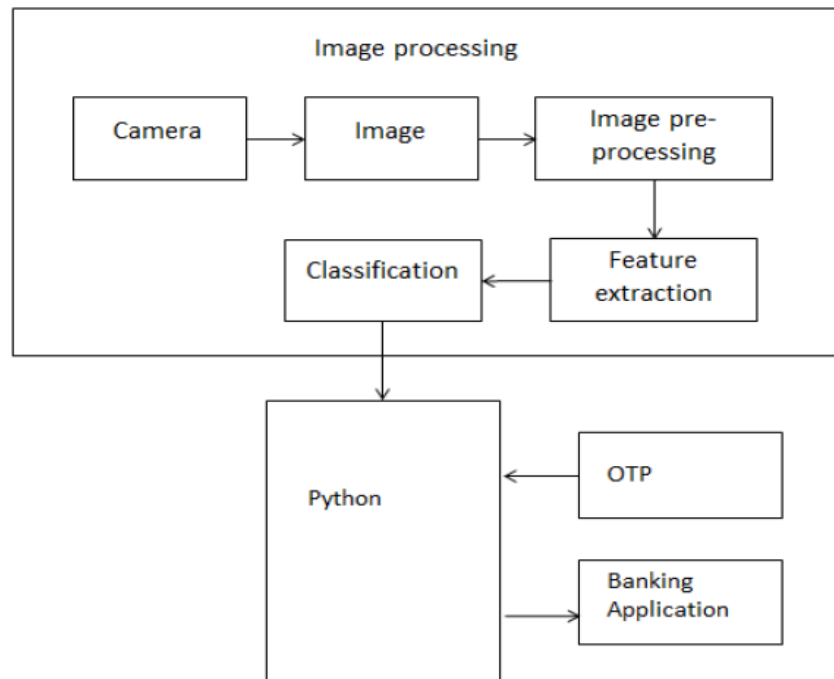 Image processing
Camera
Image
Image pre-
processing
Classification
Feature
extraction
Python
OTP
Banking
Application